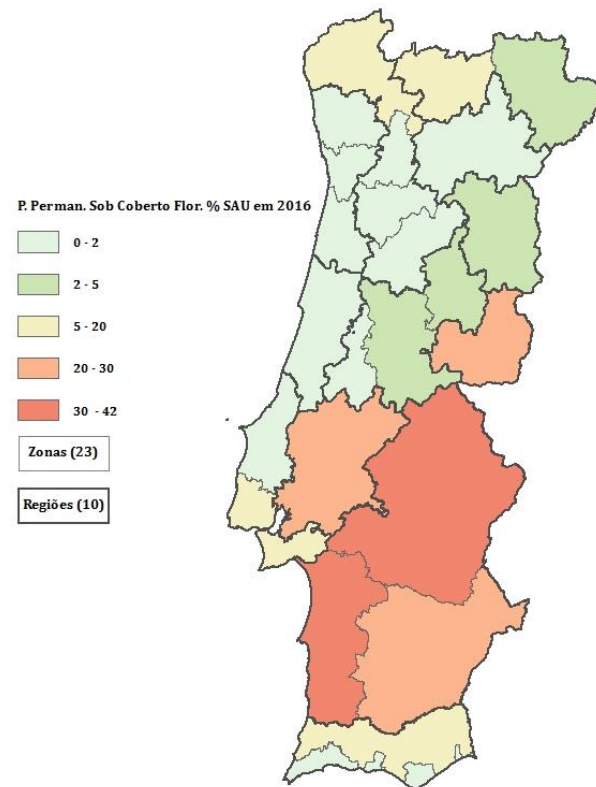 P. Perman. Sob Coberto Flor. % SAU em 2016
0 - 2
2 - 5
5 - 20
20 - 30
30 - 42
Zonas (23)
Regiões (10)